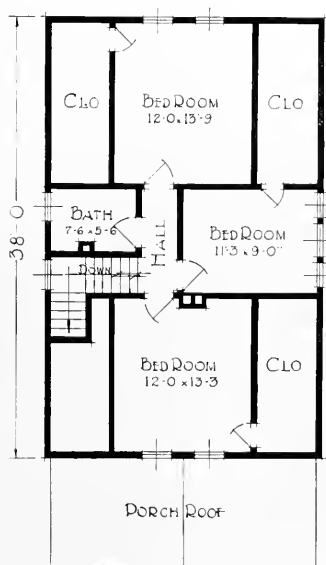 CLO
BED ROOM
12-0 x 13-9
CLO
38'-0
BATH
7-6 x 5-6
HALL
BED ROOM
11'-3 x 9-0"
DOWN
BED ROOM
12-0 x 13-3
CLO
PORCH ROOF